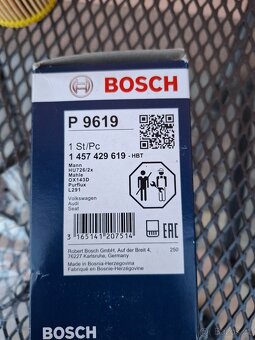 BOSCH
P 9619
1 St/Pc
1 457 429 619 -HBT
Mann
HU726/2x
Mahle
OX143D
Purflux
L291
Volkswagen
Audi
Seat
3 165141 207514
EAC
Robert Bosch GmbH, Auf der Breit 4,
76227 Karlsruhe, Germany
250
Made in Bosnia-Herzegovina
Fabriqué en Bosnie-Herzégovine
BOSCH